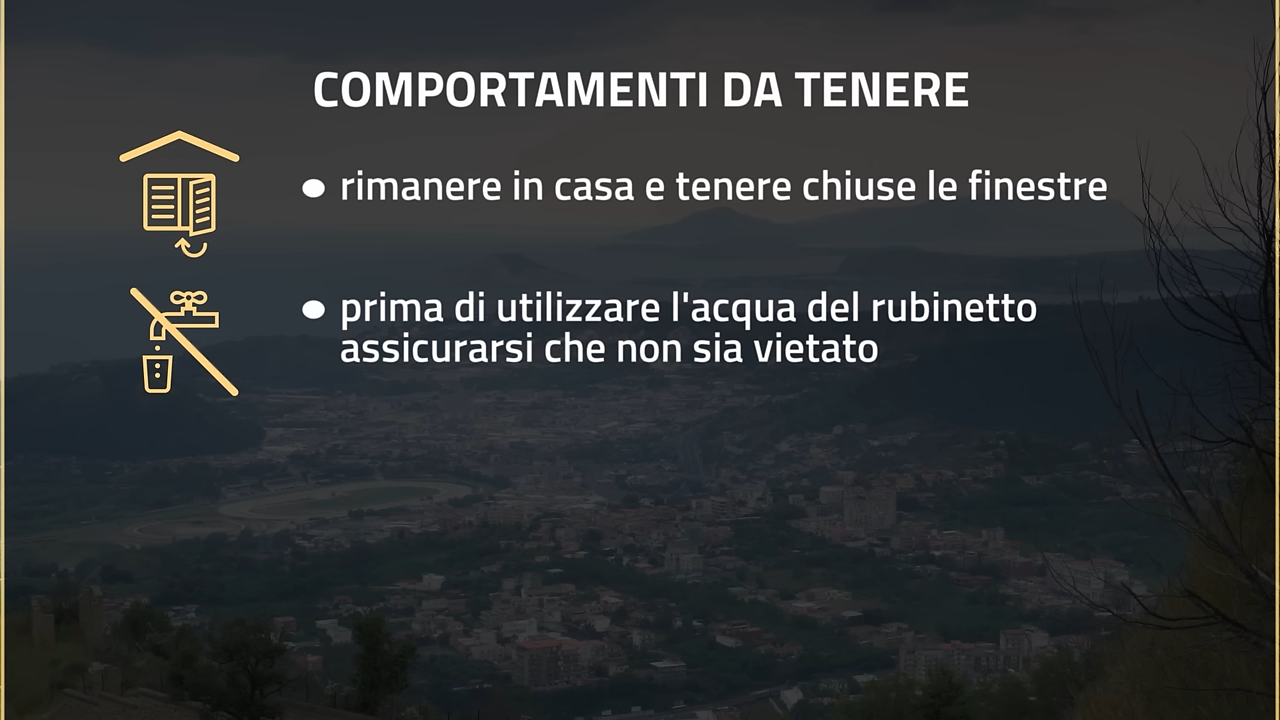 COMPORTAMENTI DA TENERE
● rimanere in casa e tenere chiuse le finestre
● prima di utilizzare l'acqua del rubinetto
assicurarsi che non sia vietato